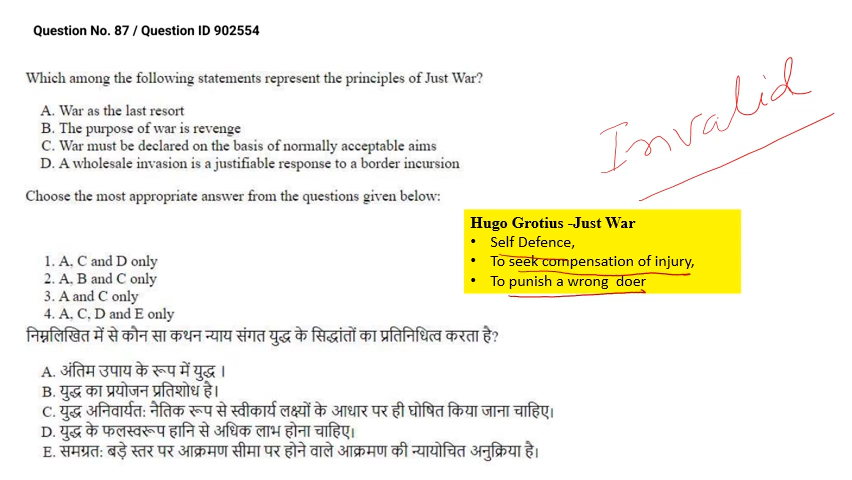 Question No. 87 / Question ID 902554
Which among the following statements represent the principles of Just War?
A. War as the last resort
B. The purpose of war is revenge
C. War must be declared on the basis of normally acceptable aims
D. A wholesale invasion is a justifiable response to a border incursion
Choose the most appropriate answer from the questions given below:
Invalid
Hugo Grotius -Just War
• Self Defence,
• To seek compensation of injury,
• To punish a wrong doer
1. A, C and D only
2. A, B and C only
3. A and C only
4. A, C, D and E only
निम्नलिखित में से कौन सा कथन न्याय संगत युद्ध के सिद्धांतों का प्रतिनिधित्व करता है?
A. अंतिम उपाय के रूप में युद्ध ।
B. युद्ध का प्रयोजन प्रतिशोध है।
C. युद्ध अनिवार्यत: नैतिक रूप से स्वीकार्य लक्ष्यों के आधार पर ही घोषित किया जाना चाहिए।
D. युद्ध के फलस्वरूप हानि से अधिक लाभ होना चाहिए।
E. समग्रत: बड़े स्तर पर आक्रमण सीमा पर होने वाले आक्रमण की न्यायोचित अनुक्रिया है।